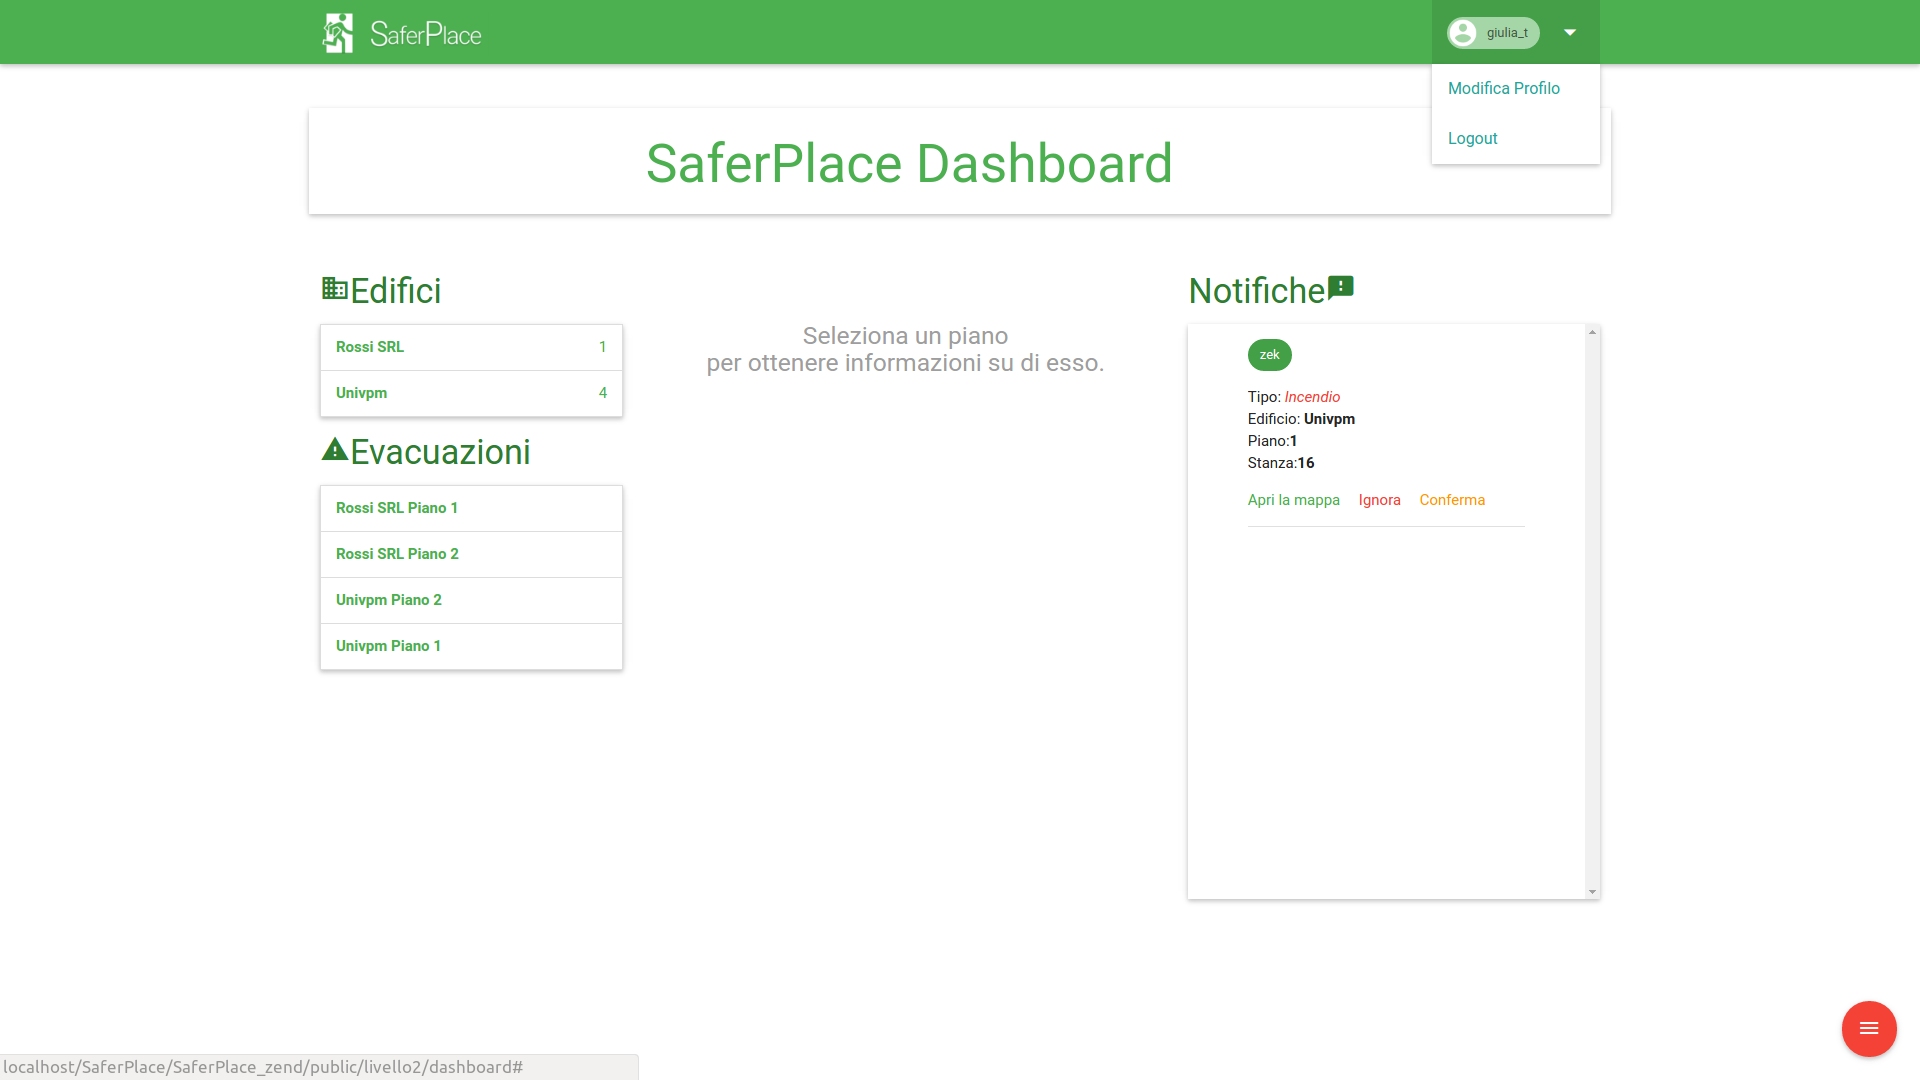 SaferPlace
giulia_t
Modifica Profilo
Logout
SaferPlace Dashboard
Edifici
Rossi SRL 1
Univpm 4
Evacuazioni
Rossi SRL Piano 1
Rossi SRL Piano 2
Univpm Piano 2
Univpm Piano 1
Seleziona un piano
per ottenere informazioni su di esso.
Notifiche
zek
Tipo: Incendio
Edificio: Univpm
Piano:1
Stanza:16
Apri la mappa Ignora Conferma
localhost/SaferPlace/SaferPlace_zend/public/livello2/dashboard#